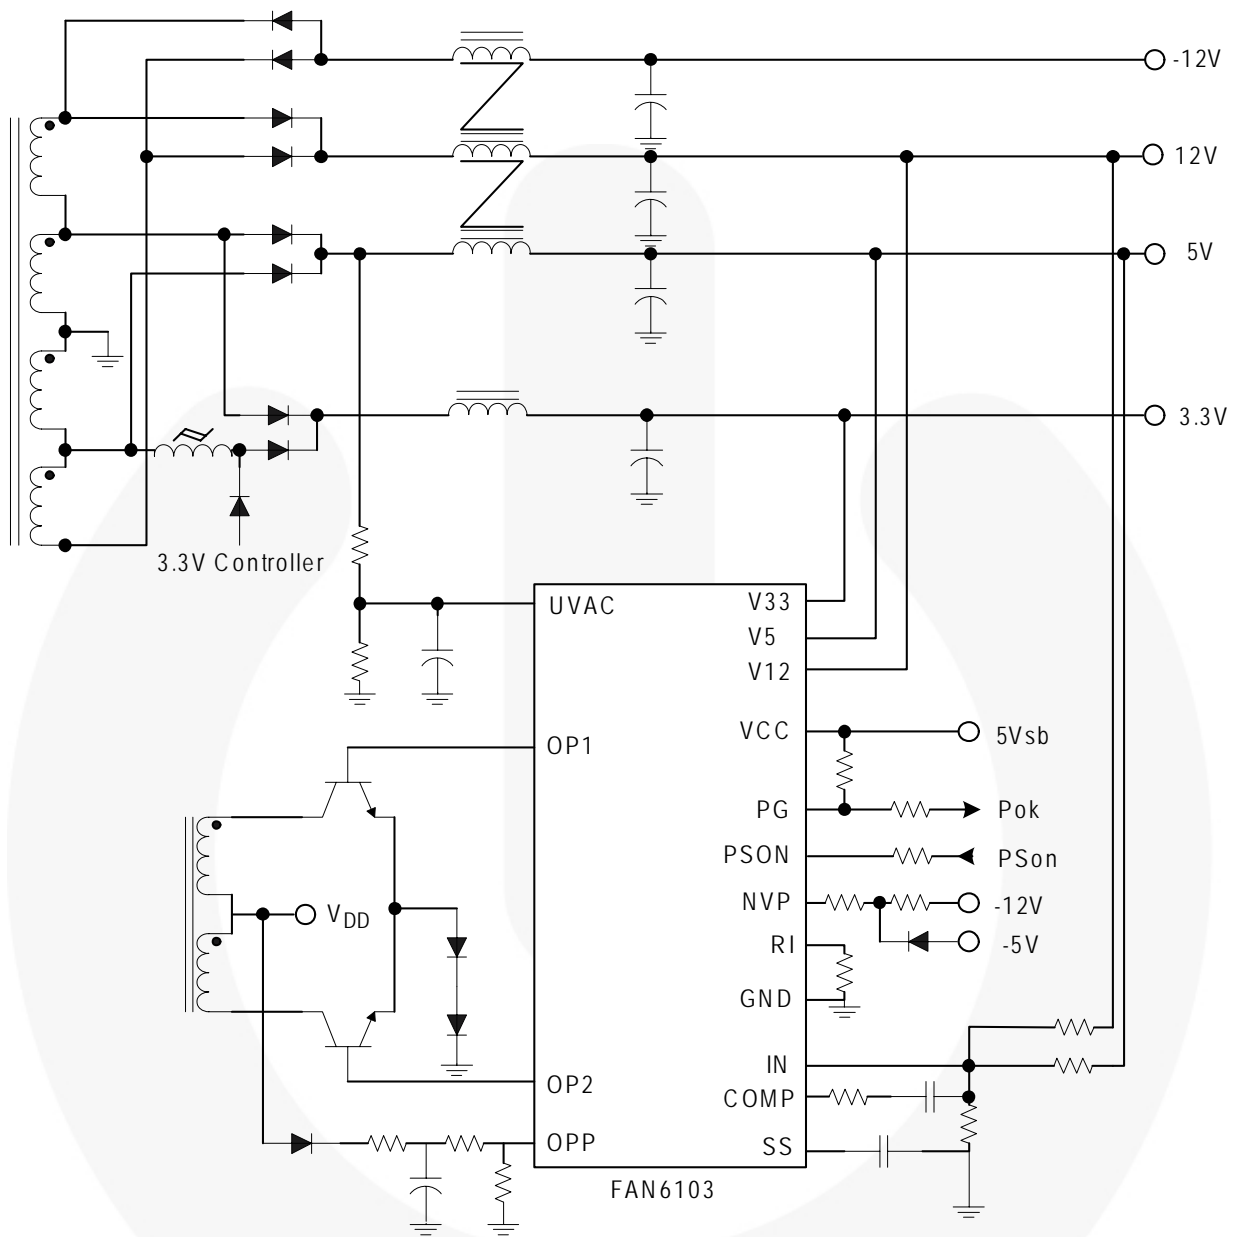 -12V
12V
5V
3.3V
3.3V Controller
UVAC
V33
V5
V12
VCC
5Vsb
OP1
PG
Pok
PSON
PSon
NVP
-12V
VDD
RI
-5V
GND
IN
OP2
COMP
OPP
SS
FAN6103